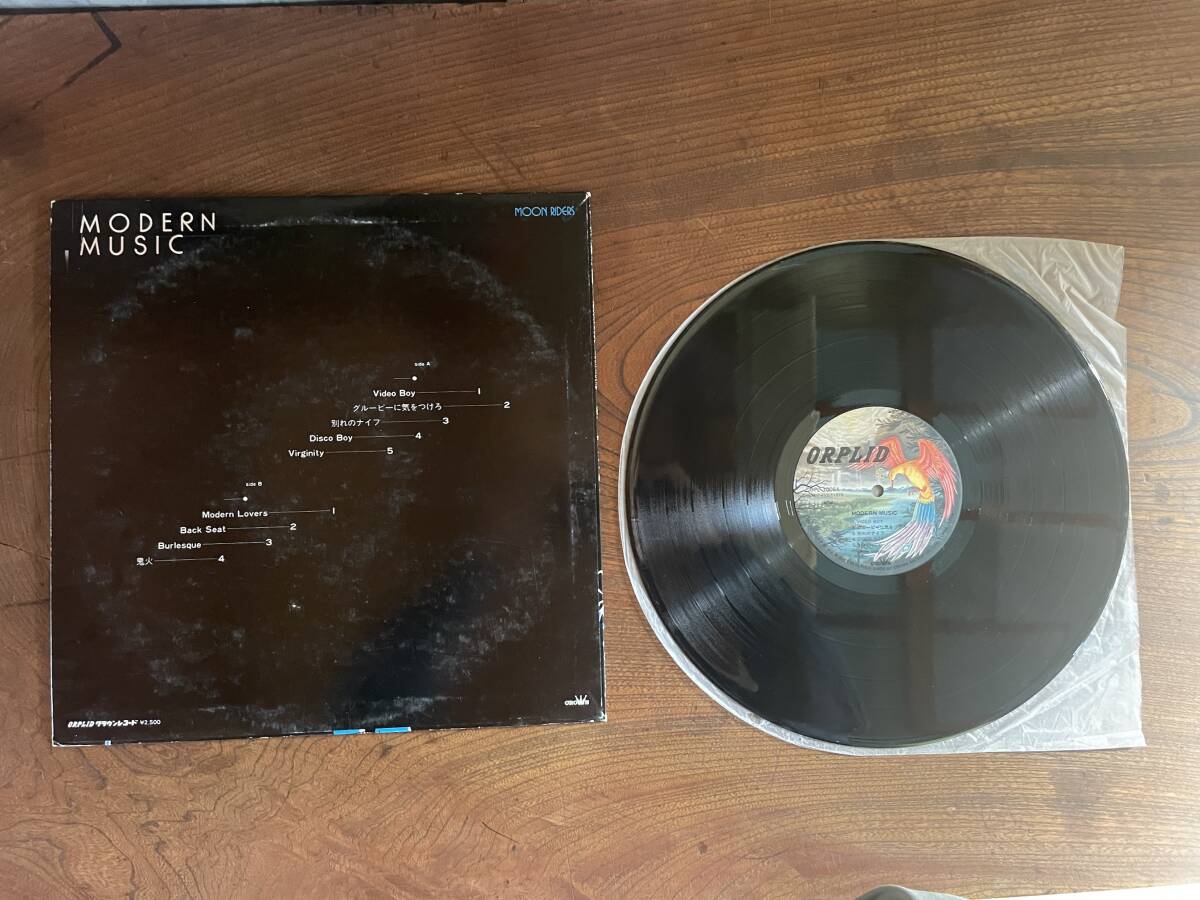 MODERN
MUSIC
MOON RIDERS
side A
Video Boy 1
グルーピーに気をつけろ 2
別れのナイフ 3
Disco Boy 4
Virginity 5
side B
Modern Lovers 1
Back Seat 2
Burlesque 3
鬼火 4
ORPLID クラウンレコード ¥2,500
CROWN
ORPLID
MODERN MUSIC